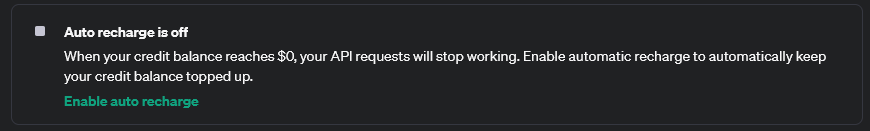 Auto recharge is off
When your credit balance reaches $0, your API requests will stop working. Enable automatic recharge to automatically keep
your credit balance topped up.
Enable auto recharge